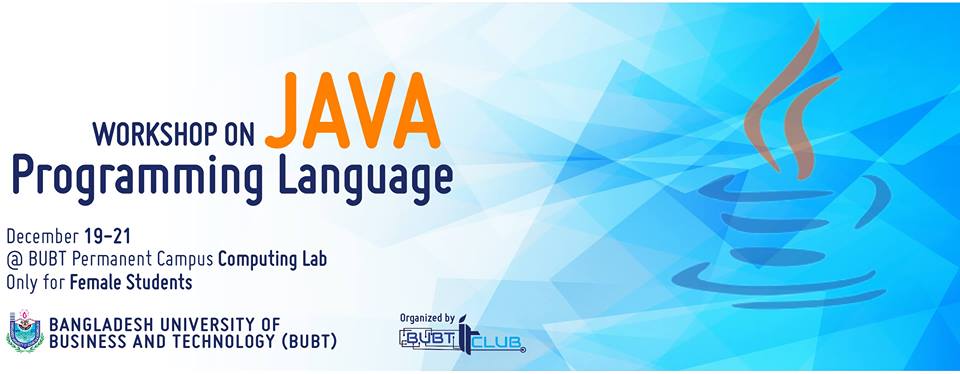 WORKSHOP ON JAVA
Programming Language
December 19-21
@ BUBT Permanent Campus Computing Lab
Only for Female Students
BANGLADESH UNIVERSITY OF
BUSINESS AND TECHNOLOGY (BUBT)
Organized by
BUBT it CLUB